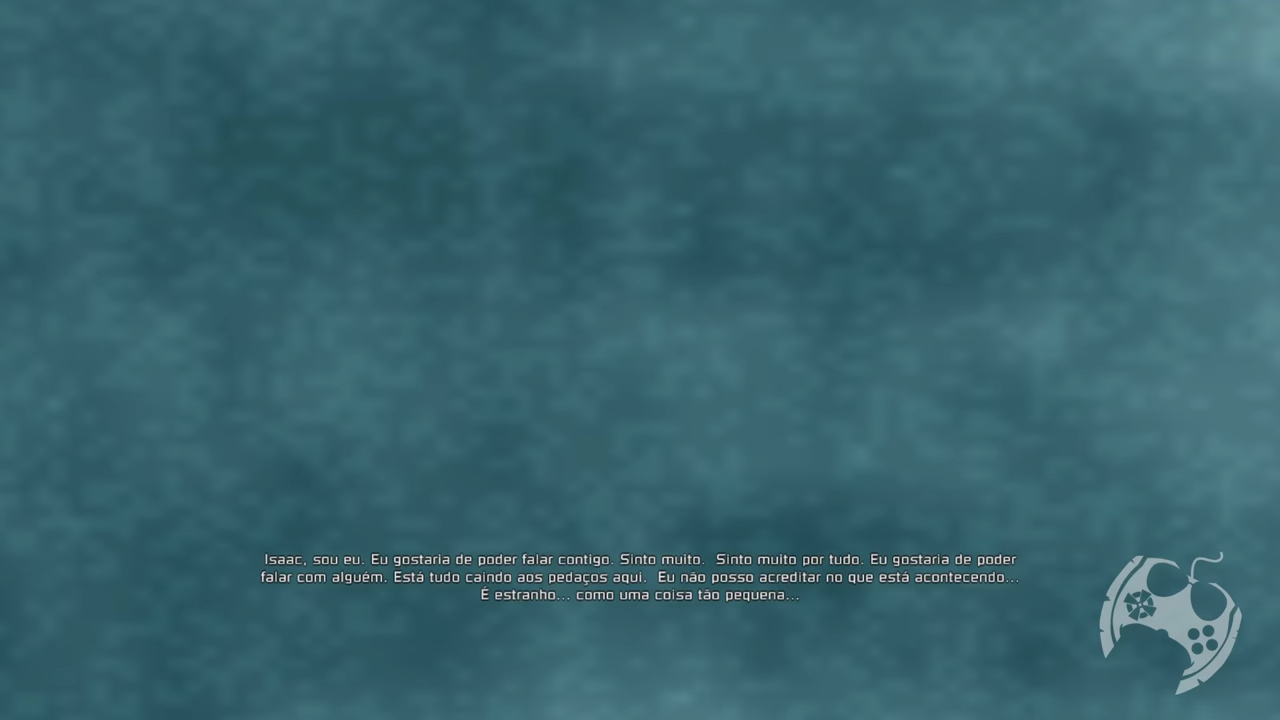 Isaac, sou eu. Eu gostaria de poder falar contigo. Sinto muito.  Sinto muito por tudo. Eu gostaria de poder
falar com alguém. Está tudo caindo aos pedaços aqui.  Eu não posso acreditar no que está acontecendo...
É estranho... como uma coisa tão pequena...